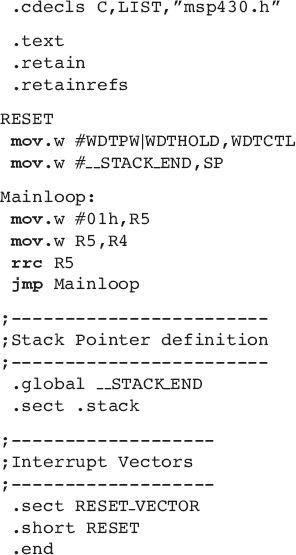 .cdecls C,LIST,”msp430.h”
.text
.retain
.retainrefs
RESET
mov.w #WDTPW|WDTHOLD,WDTCTL
mov.w #__STACK_END,SP
Mainloop:
mov.w #01h,R5
mov.w R5,R4
rrc R5
jmp Mainloop
;------------------------
;Stack Pointer definition
;------------------------
.global __STACK_END
.sect .stack
;-------------------
;Interrupt Vectors
;-------------------
.sect RESET_VECTOR
.short RESET
.end